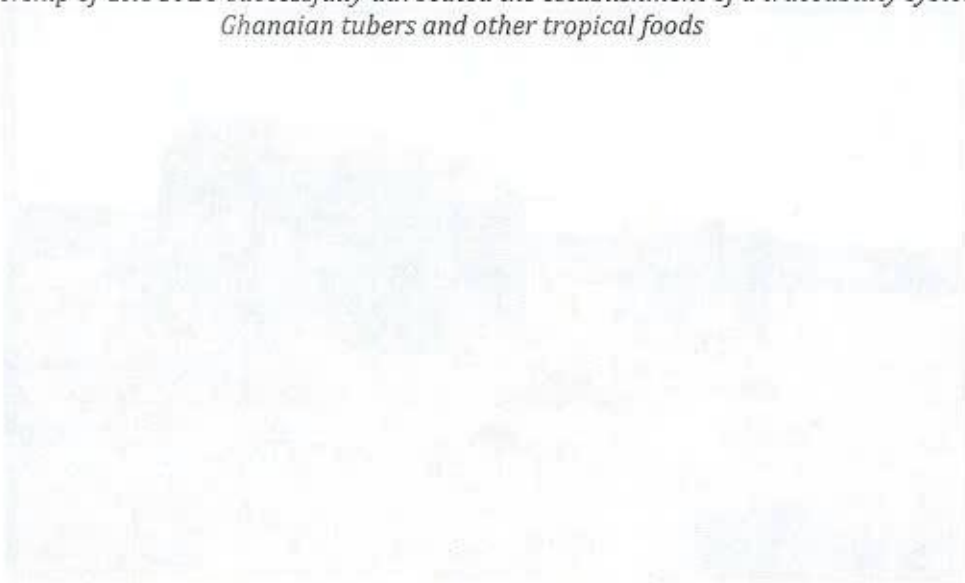 successfully advocated the establishment of a traceability
Ghanaian tubers and other tropical foods